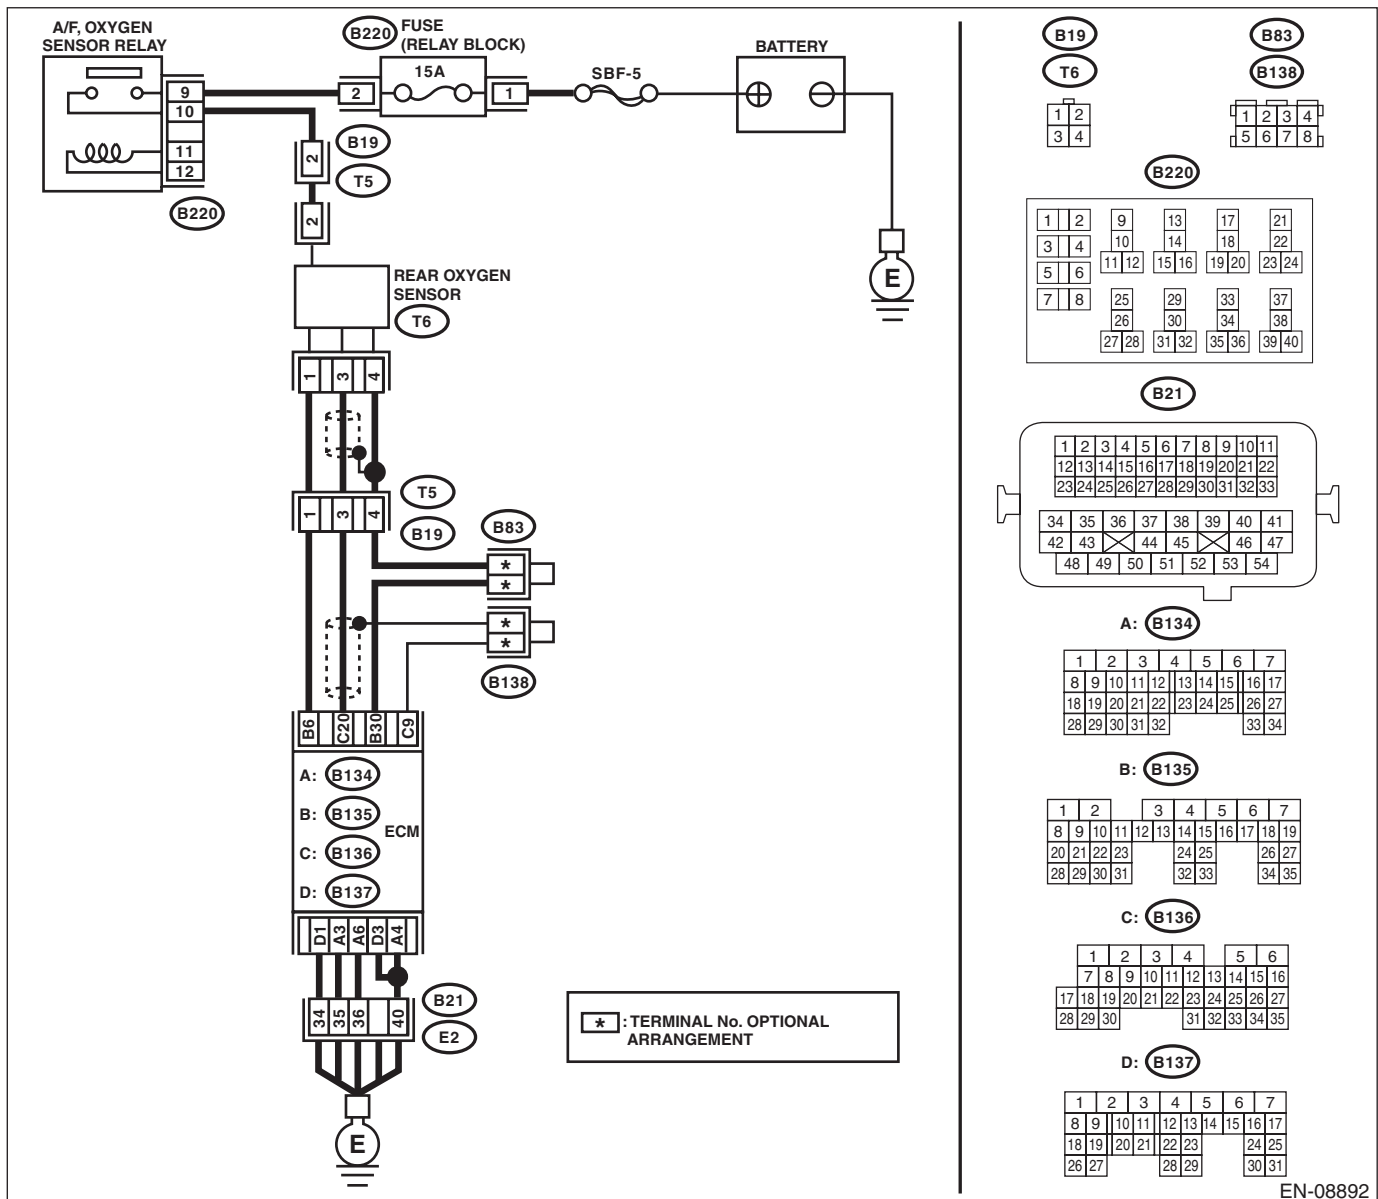 A/F, OXYGEN
SENSOR RELAY
B220
FUSE
(RELAY BLOCK)
15A
BATTERY
SBF-5
9
10
11
12
2
1
B220
2
B19
T5
2
REAR OXYGEN
SENSOR
T6
E
1 3 4
T5
1 3 4
B19
B83
*
*
*
*
B138
B6 C20 B30 C9
A: B134
B: B135
ECM
C: B136
D: B137
D1 A3 A6 D3 A4
34 35 36 40
B21
E2
E
* : TERMINAL No. OPTIONAL
ARRANGEMENT
B19
T6
1 2
3 4
B83
B138
1 2 3 4
5 6 7 8
B220
1 2 9 13 17 21
3 4 10 14 18 22
5 6 11 12 15 16 19 20 23 24
7 8 25 29 33 37
26 30 34 38
27 28 31 32 35 36 39 40
B21
1 2 3 4 5 6 7 8 9 10 11
12 13 14 15 16 17 18 19 20 21 22
23 24 25 26 27 28 29 30 31 32 33
34 35 36 37 38 39 40 41
42 43 44 45 46 47
48 49 50 51 52 53 54
A: B134
1 2 3 4 5 6 7
8 9 10 11 12 13 14 15 16 17
18 19 20 21 22 23 24 25 26 27
28 29 30 31 32 33 34
B: B135
1 2 3 4 5 6 7
8 9 10 11 12 13 14 15 16 17 18 19
20 21 22 23 24 25 26 27
28 29 30 31 32 33 34 35
C: B136
1 2 3 4 5 6
7 8 9 10 11 12 13 14 15 16
17 18 19 20 21 22 23 24 25 26 27
28 29 30 31 32 33 34 35
D: B137
1 2 3 4 5 6 7
8 9 10 11 12 13 14 15 16 17
18 19 20 21 22 23 24 25
26 27 28 29 30 31
EN-08892